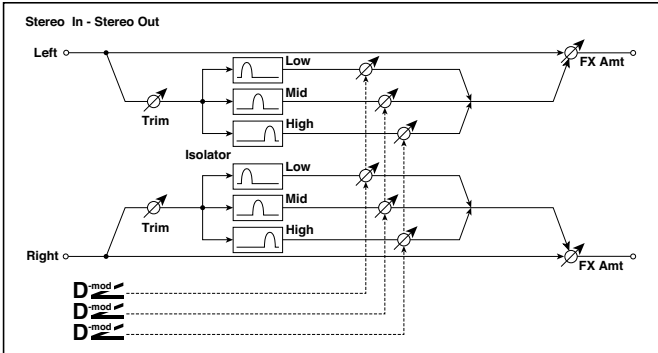 Stereo In - Stereo Out
Left
Low
FX Amt
Mid
Trim
High
Isolator
Low
Mid
Trim
High
Right
FX Amt
D-mod
D-mod
D-mod